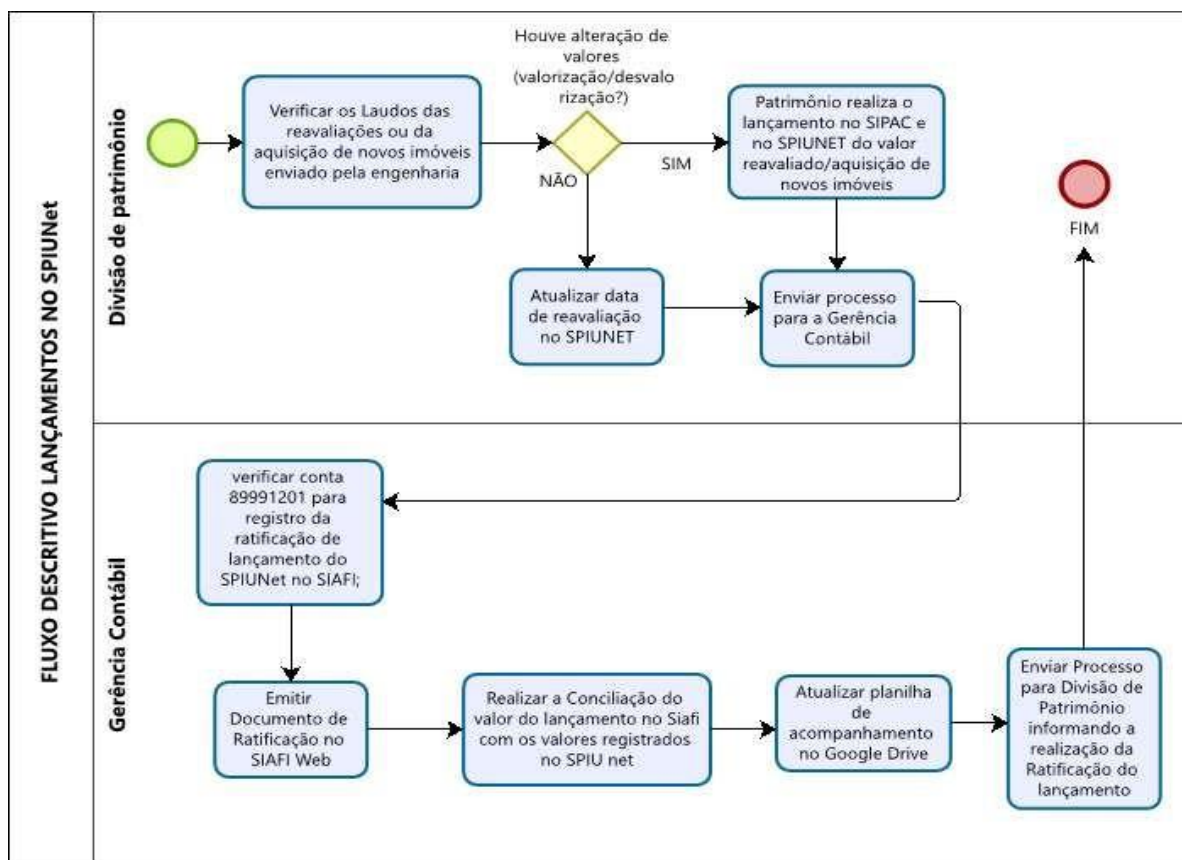 FLUXO DESCRITIVO LANÇAMENTOS NO SPIUNet
Divisão de patrimônio
Verificar os Laudos das
reavaliações ou da
aquisição de novos imóveis
enviado pela engenharia
Houve alteração de
valores
(valorização/desvalo
rização?)
SIM
NÃO
Patrimônio realiza o
lançamento no SIPAC e
no SPIUNET do valor
reavaliado/aquisição de
novos imóveis
Atualizar data
de reavaliação
no SPIUNET
Enviar processo
para a Gerência
Contábil
FIM
Gerência Contábil
verificar conta
89991201 para
registro da
ratificação de
lançamento do
SPIUNet no SIAFI;
Emitir
Documento de
Ratificação no
SIAFI Web
Realizar a Conciliação do
valor do lançamento no Siafi
com os valores registrados
no SPIU net
Atualizar planilha
de
acompanhamento
no Google Drive
Enviar Processo
para Divisão de
Patrimônio
informando a
realização da
Ratificação do
lançamento